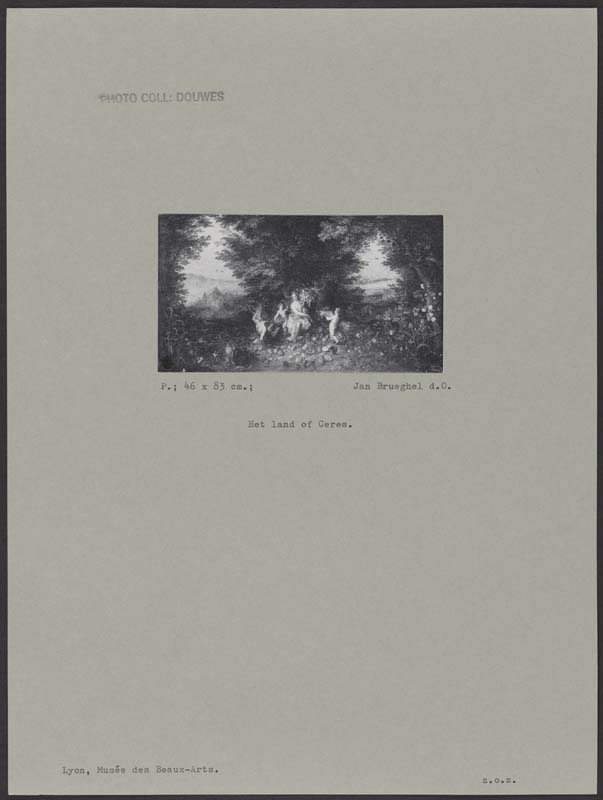 PHOTO COLL: DOUWES
P.; 46 x 83 cm.; Jan Brueghel d.O.
Het land of Ceres.
Lyon, Musée des Beaux-Arts.
z.o.z.